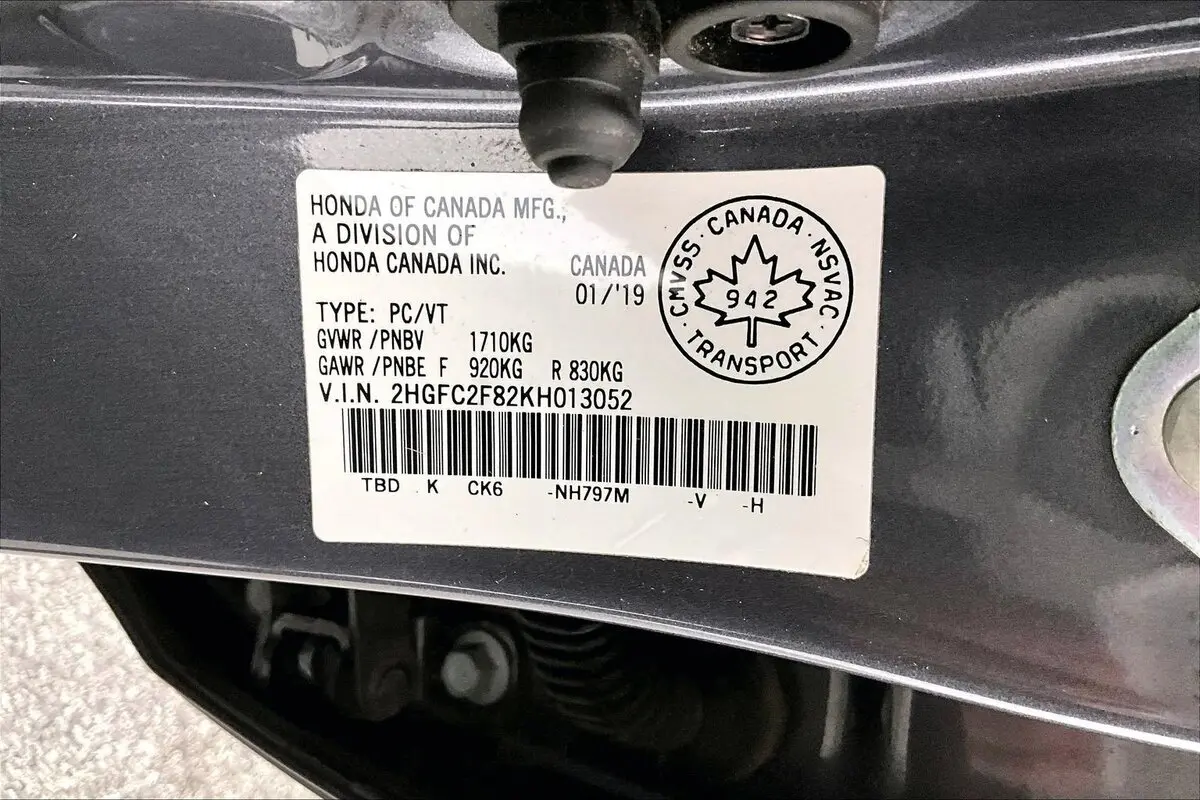 HONDA OF CANADA MFG.,
A DIVISION OF
HONDA CANADA INC.
CANADA
01/'19
TYPE: PC/VT
GVWR /PNBV 1710KG
GAWR /PNBE F 920KG R 830KG
V.I.N. 2HGFC2F82KH013052
TBD K CK6 -NH797M -V -H
CMVSS · CANADA · NSVAC · TRANSPORT ·
942